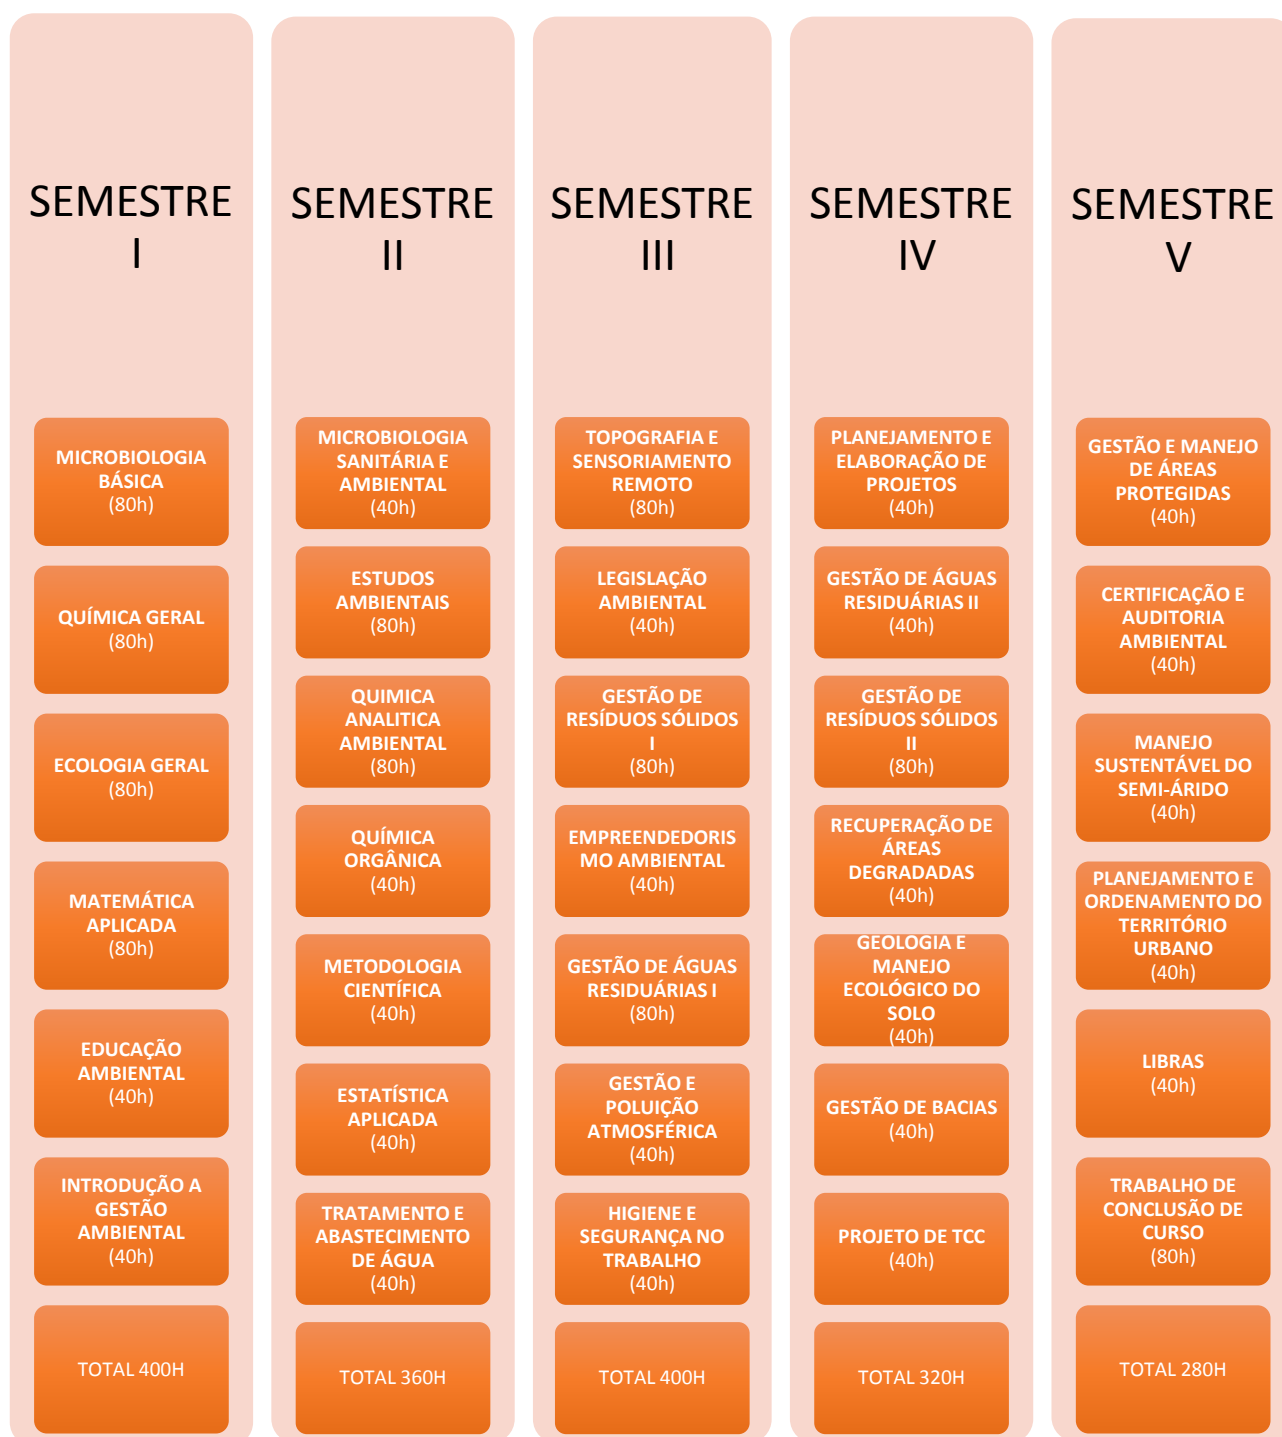 SEMESTRE
I
MICROBIOLOGIA
BÁSICA
(80h)
QUÍMICA GERAL
(80h)
ECOLOGIA GERAL
(80h)
MATEMÁTICA
APLICADA
(80h)
EDUCAÇÃO
AMBIENTAL
(40h)
INTRODUÇÃO A
GESTÃO
AMBIENTAL
(40h)
TOTAL 400H
SEMESTRE
II
MICROBIOLOGIA
SANITÁRIA E
AMBIENTAL
(40h)
ESTUDOS
AMBIENTAIS
(80h)
QUIMICA
ANALITICA
AMBIENTAL
(80h)
QUÍMICA
ORGÂNICA
(40h)
METODOLOGIA
CIENTÍFICA
(40h)
ESTATÍSTICA
APLICADA
(40h)
TRATAMENTO E
ABASTECIMENTO
DE ÁGUA
(40h)
TOTAL 360H
SEMESTRE
III
TOPOGRAFIA E
SENSORIAMENTO
REMOTO
(80h)
LEGISLAÇÃO
AMBIENTAL
(40h)
GESTÃO DE
RESÍDUOS SÓLIDOS
I
(80h)
EMPREENDEDORIS
MO AMBIENTAL
(40h)
GESTÃO DE ÁGUAS
RESIDUÁRIAS I
(80h)
GESTÃO E
POLUIÇÃO
ATMOSFÉRICA
(40h)
HIGIENE E
SEGURANÇA NO
TRABALHO
(40h)
TOTAL 400H
SEMESTRE
IV
PLANEJAMENTO E
ELABORAÇÃO DE
PROJETOS
(40h)
GESTÃO DE ÁGUAS
RESIDUÁRIAS II
(40h)
GESTÃO DE
RESÍDUOS SÓLIDOS
II
(80h)
RECUPERAÇÃO DE
ÁREAS
DEGRADADAS
(40h)
GEOLOGIA E
MANEJO
ECOLÓGICO DO
SOLO
(40h)
GESTÃO DE BACIAS
(40h)
PROJETO DE TCC
(40h)
TOTAL 320H
SEMESTRE
V
GESTÃO E MANEJO
DE ÁREAS
PROTEGIDAS
(40h)
CERTIFICAÇÃO E
AUDITORIA
AMBIENTAL
(40h)
MANEJO
SUSTENTÁVEL DO
SEMI-ÁRIDO
(40h)
PLANEJAMENTO E
ORDENAMENTO DO
TERRITÓRIO
URBANO
(40h)
LIBRAS
(40h)
TRABALHO DE
CONCLUSÃO DE
CURSO
(80h)
TOTAL 280H